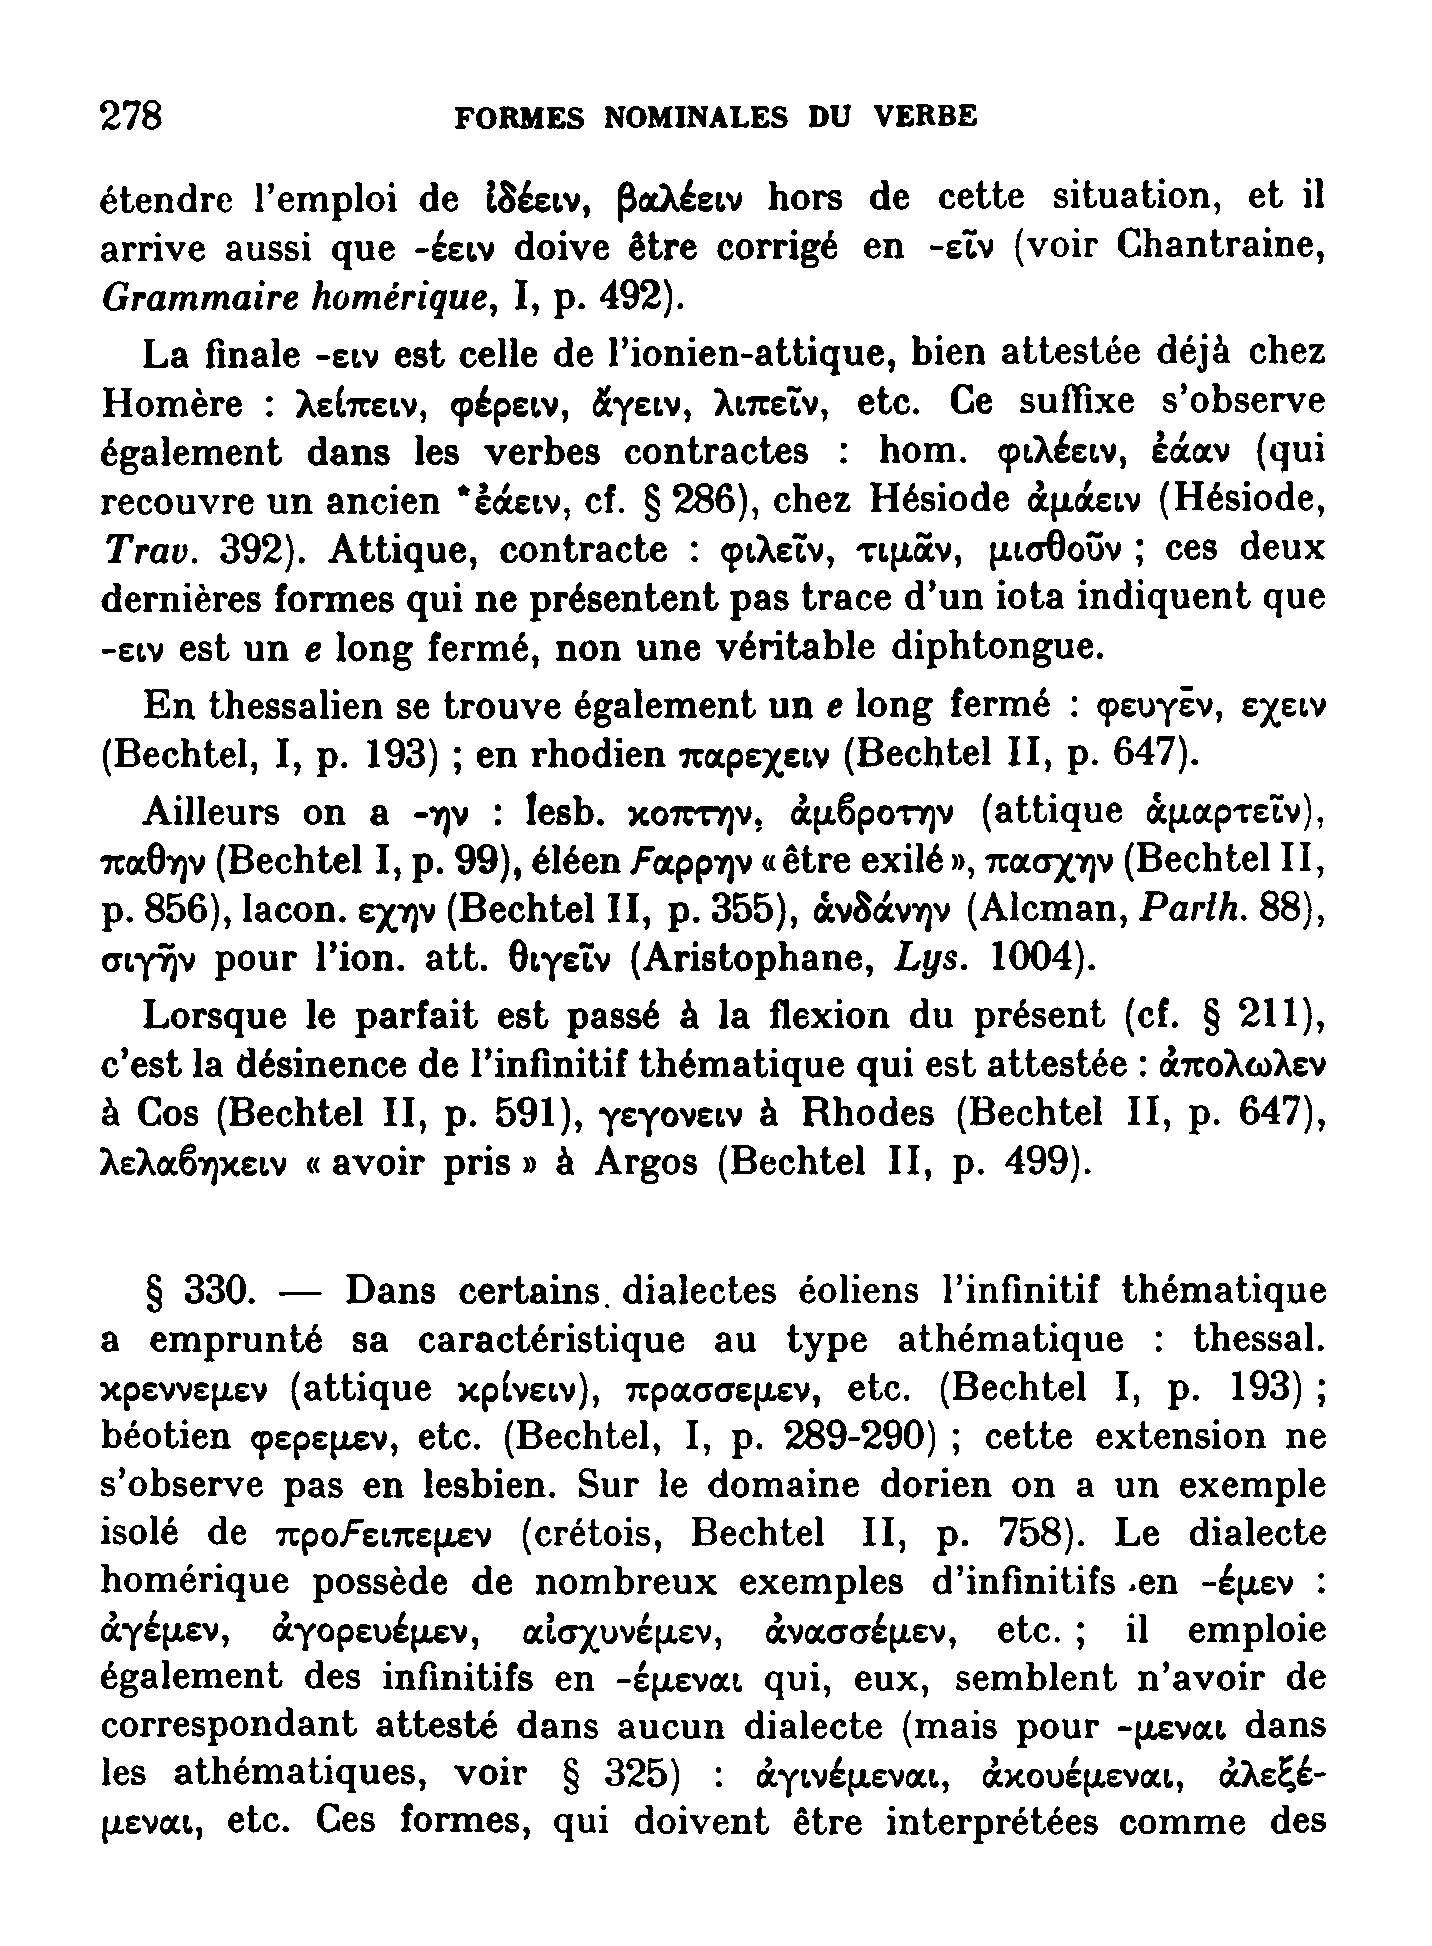 278 FORMES NOMINALES DU VERBE
étendre l'emploi de ἰδέειν, βαλέειν hors de cette situation, et il
arrive aussi que -έειν doive être corrigé en -εῖν (voir Chantraine,
Grammaire homérique, I, p. 492).
La finale -ειν est celle de l'ionien-attique, bien attestée déjà chez
Homère : λείπειν, φέρειν, ἄγειν, λιπεῖν, etc. Ce suffixe s'observe
également dans les verbes contractes : hom. φιλέειν, ἐάαν (qui
recouvre un ancien *ἐάειν, cf. § 286), chez Hésiode ἀμάειν (Hésiode,
Trav. 392). Attique, contracte : φιλεῖν, τιμᾶν, μισθοῦν ; ces deux
dernières formes qui ne présentent pas trace d'un iota indiquent que
-ειν est un e long fermé, non une véritable diphtongue.
En thessalien se trouve également un e long fermé : φευγε̄ν, εχειν
(Bechtel, I, p. 193) ; en rhodien παρεχειν (Bechtel II, p. 647).
Ailleurs on a -ην : lesb. κοπτην, ἀμϐροτην (attique ἁμαρτεῖν),
παθην (Bechtel I, p. 99), éléen ϝαρρην « être exilé », πασχην (Bechtel II,
p. 856), lacon. εχην (Bechtel II, p. 355), ἁνδάνην (Alcman, Parth. 88),
σιγῆν pour l'ion. att. θιγεῖν (Aristophane, Lys. 1004).
Lorsque le parfait est passé à la flexion du présent (cf. § 211),
c'est la désinence de l'infinitif thématique qui est attestée : ἀπολωλεν
à Cos (Bechtel II, p. 591), γεγονειν à Rhodes (Bechtel II, p. 647),
λελαϐηκειν « avoir pris » à Argos (Bechtel II, p. 499).
§ 330. — Dans certains dialectes éoliens l'infinitif thématique
a emprunté sa caractéristique au type athématique : thessal.
κρεννεμεν (attique κρίνειν), πρασσεμεν, etc. (Bechtel I, p. 193) ;
béotien φερεμεν, etc. (Bechtel, I, p. 289-290) ; cette extension ne
s'observe pas en lesbien. Sur le domaine dorien on a un exemple
isolé de προϝειπεμεν (crétois, Bechtel II, p. 758). Le dialecte
homérique possède de nombreux exemples d'infinitifs en -έμεν :
ἀγέμεν, ἀγορευέμεν, αἰσχυνέμεν, ἀνασσέμεν, etc. ; il emploie
également des infinitifs en -έμεναι qui, eux, semblent n'avoir de
correspondant attesté dans aucun dialecte (mais pour -μεναι dans
les athématiques, voir § 325) : ἀγινέμεναι, ἀκουέμεναι, ἀλεξέ-
μεναι, etc. Ces formes, qui doivent être interprétées comme des